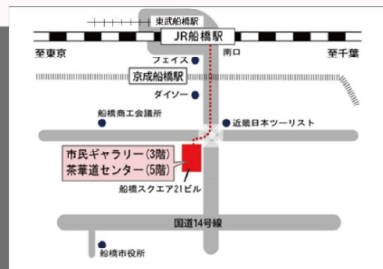 東武船橋駅
JR船橋駅
至東京
フェイス
南口
至千葉
京成船橋駅
ダイソー
船橋商工会議所
近畿日本ツーリスト
市民ギャラリー(3階)
茶華道センター(5階)
船橋スクエア21ビル
国道14号線
船橋市役所